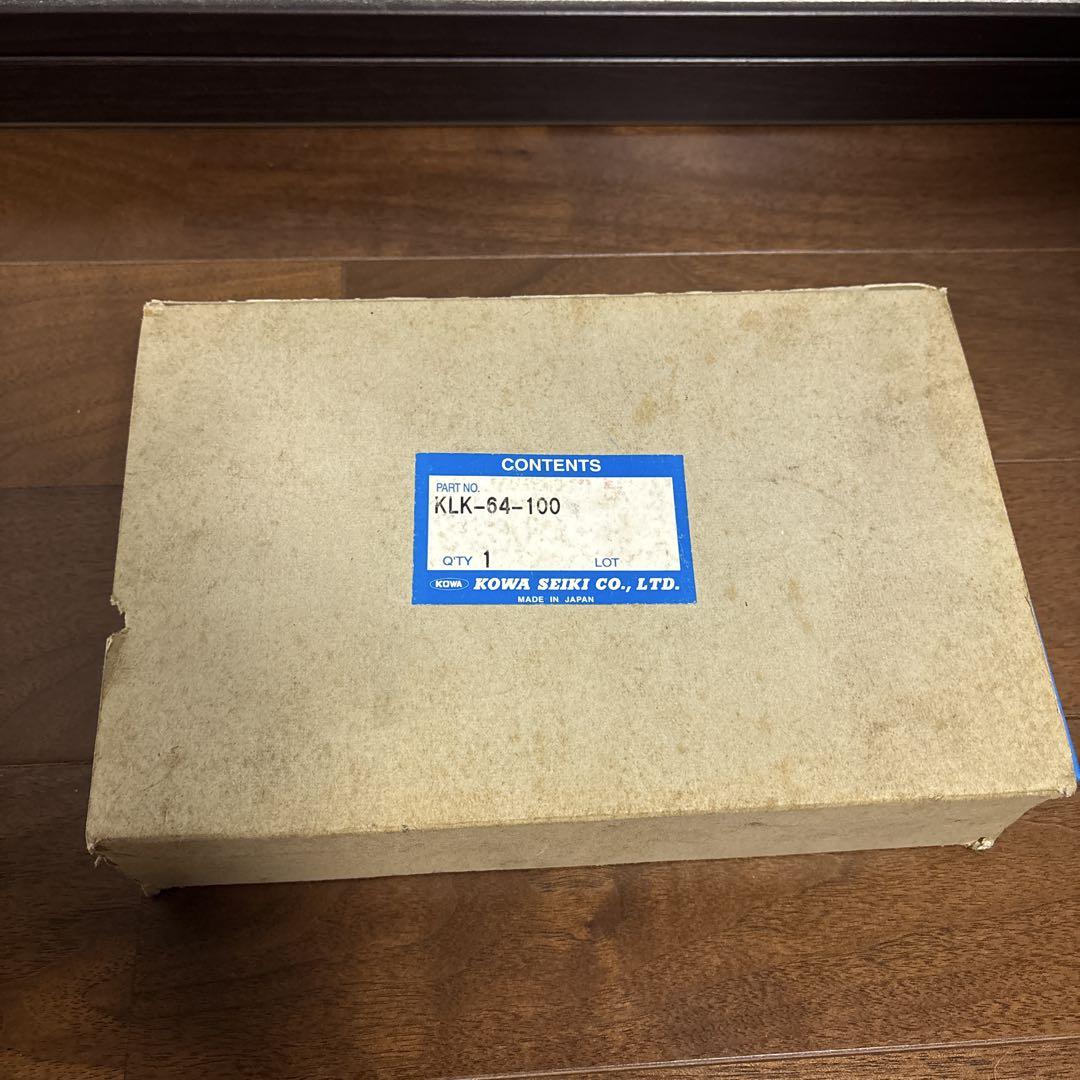 CONTENTS
PART NO.
KLK-64-100
Q'TY 1 LOT
KOWA KOWA SEIKI CO., LTD.
MADE IN JAPAN